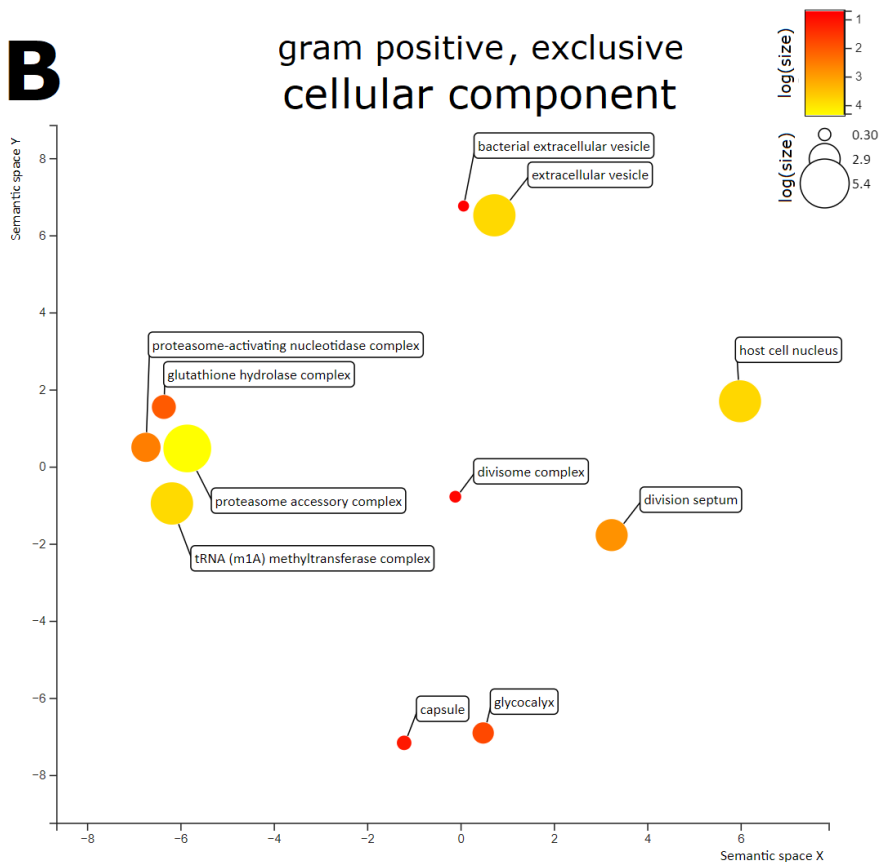 B
gram positive, exclusive
cellular component
log(size)
1
2
3
4
log(size)
0.30
2.9
5.4
Semantic space Y
8
6
4
2
0
−2
−4
−6
−8
bacterial extracellular vesicle
extracellular vesicle
proteasome-activating nucleotidase complex
glutathione hydrolase complex
host cell nucleus
proteasome accessory complex
divisome complex
division septum
tRNA (m1A) methyltransferase complex
capsule
glycocalyx
−8
−6
−4
−2
0
2
4
6
Semantic space X